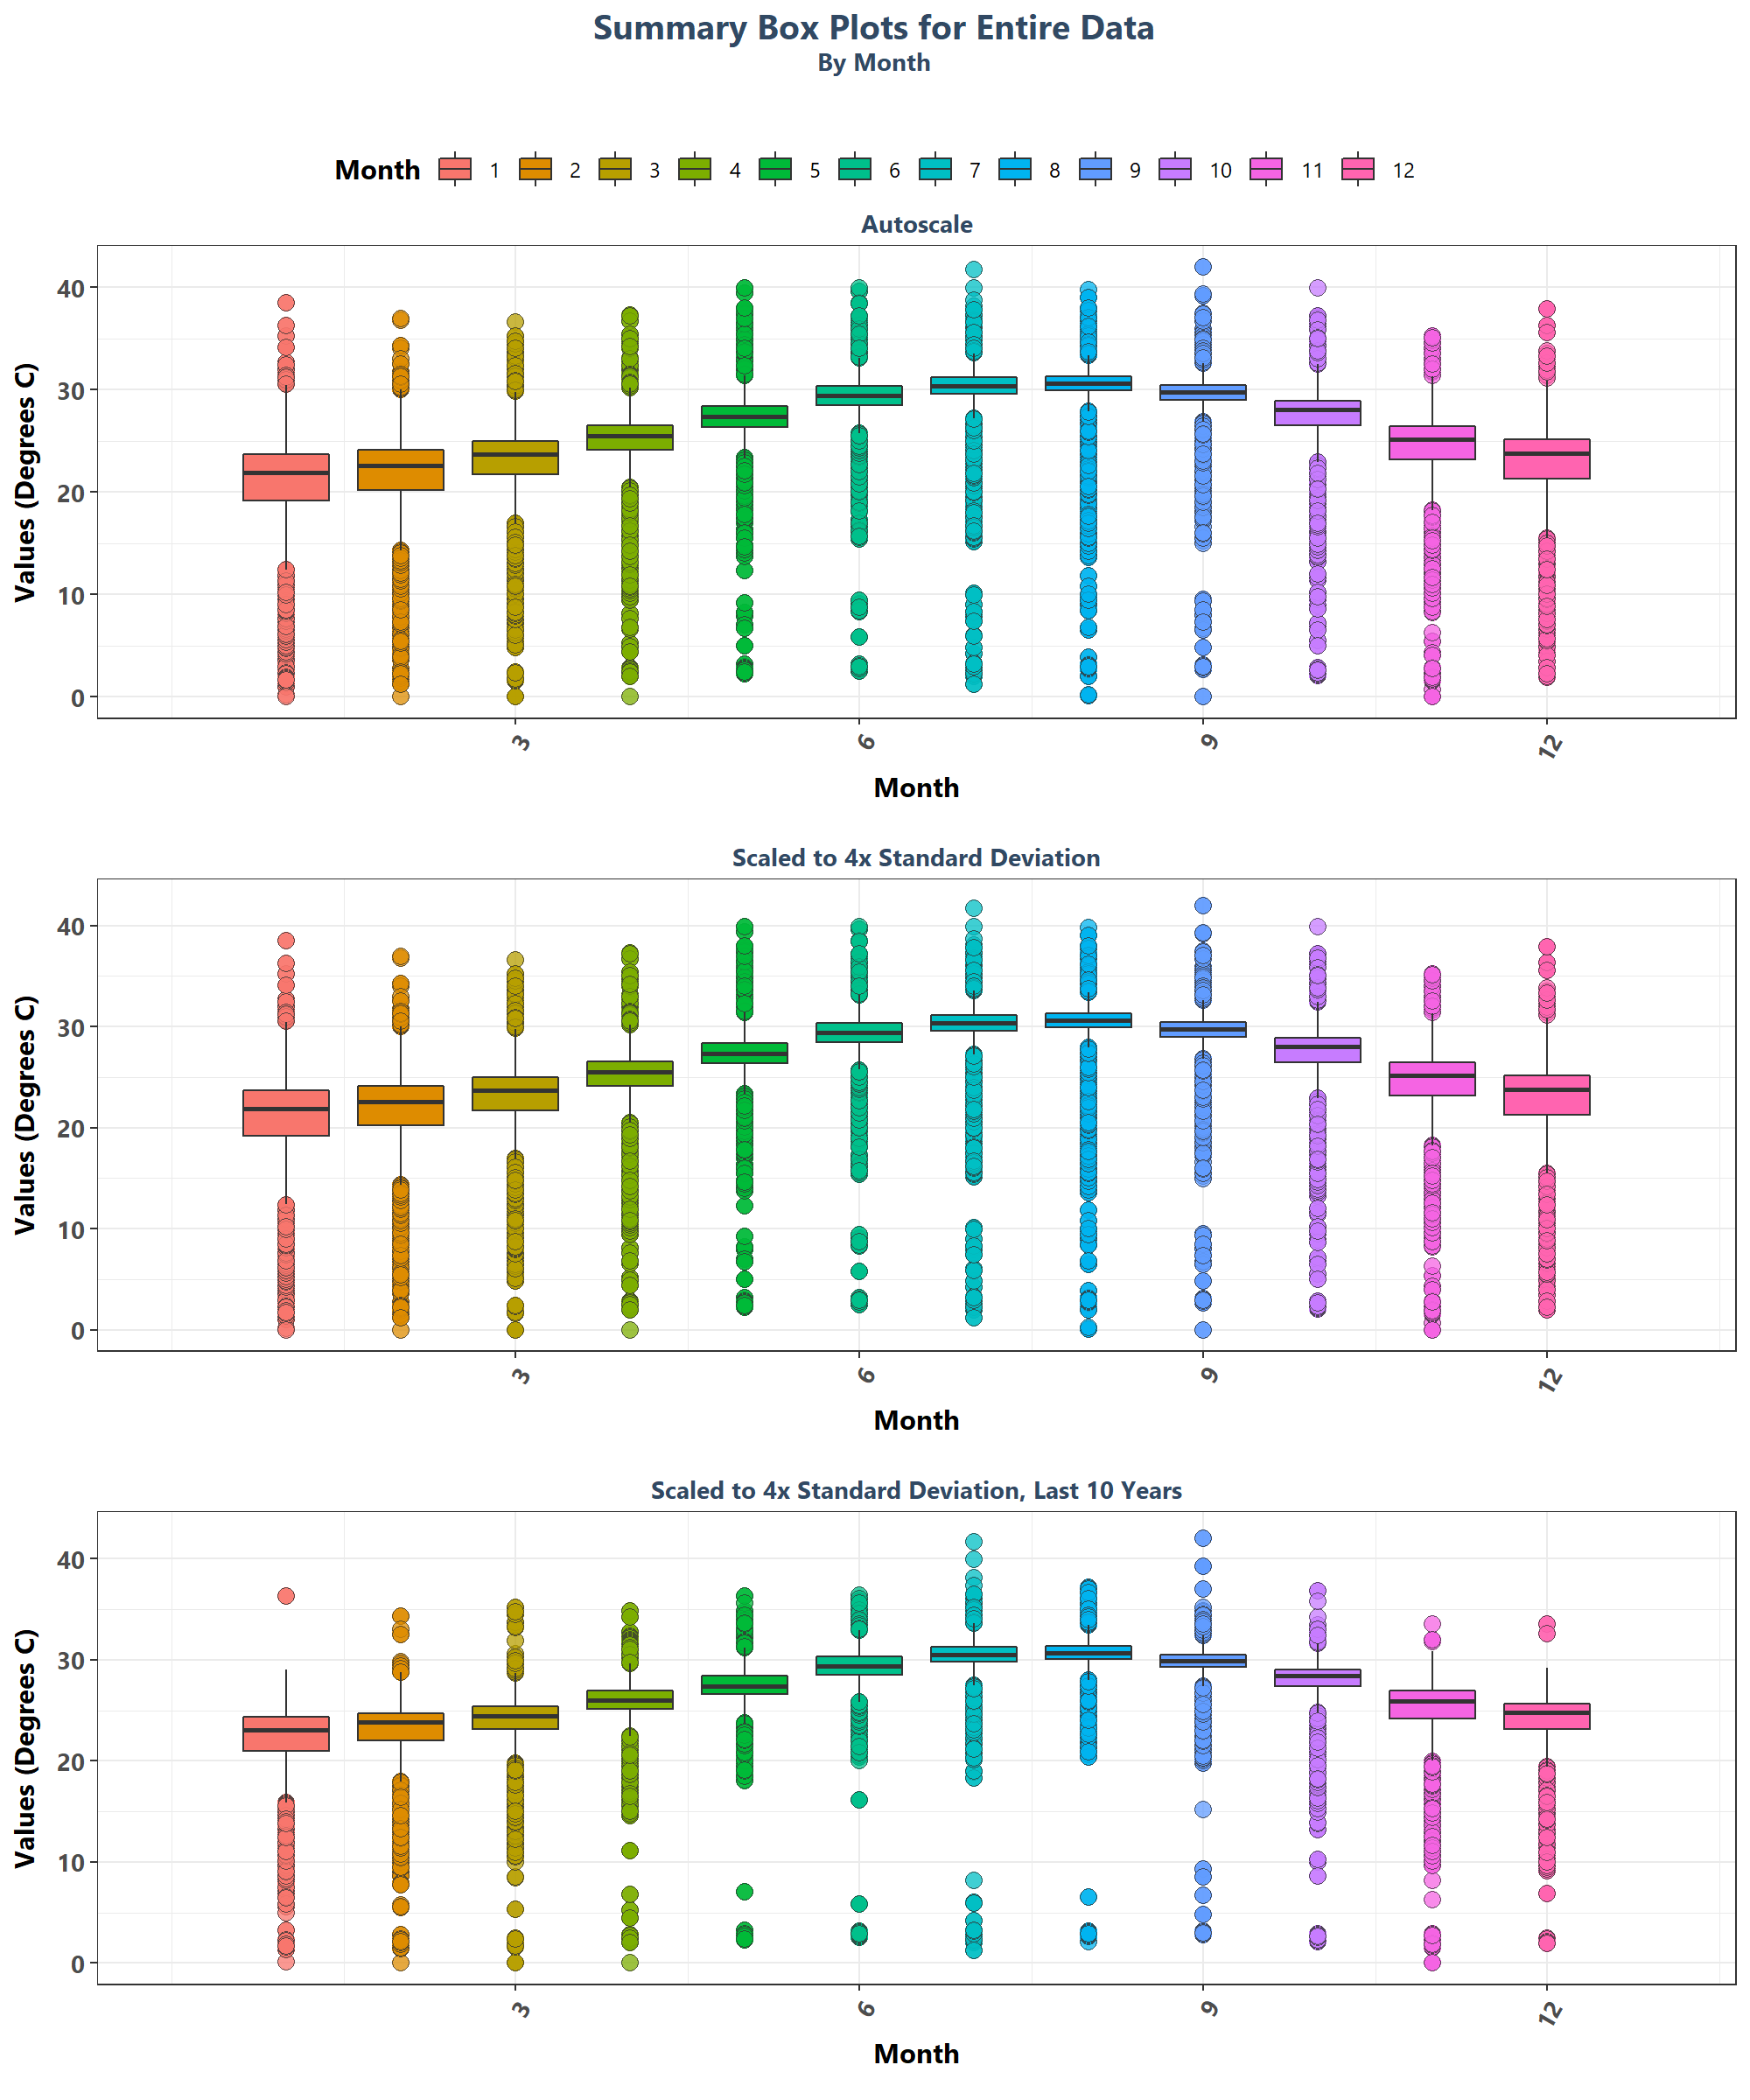 Summary Box Plots for Entire Data
By Month
Month 1 2 3 4 5 6 7 8 9 10 11 12
Autoscale
Values (Degrees C)
40
30
20
10
0
3 6 9 12
Month
Scaled to 4x Standard Deviation
Values (Degrees C)
40
30
20
10
0
3 6 9 12
Month
Scaled to 4x Standard Deviation, Last 10 Years
Values (Degrees C)
40
30
20
10
0
3 6 9 12
Month